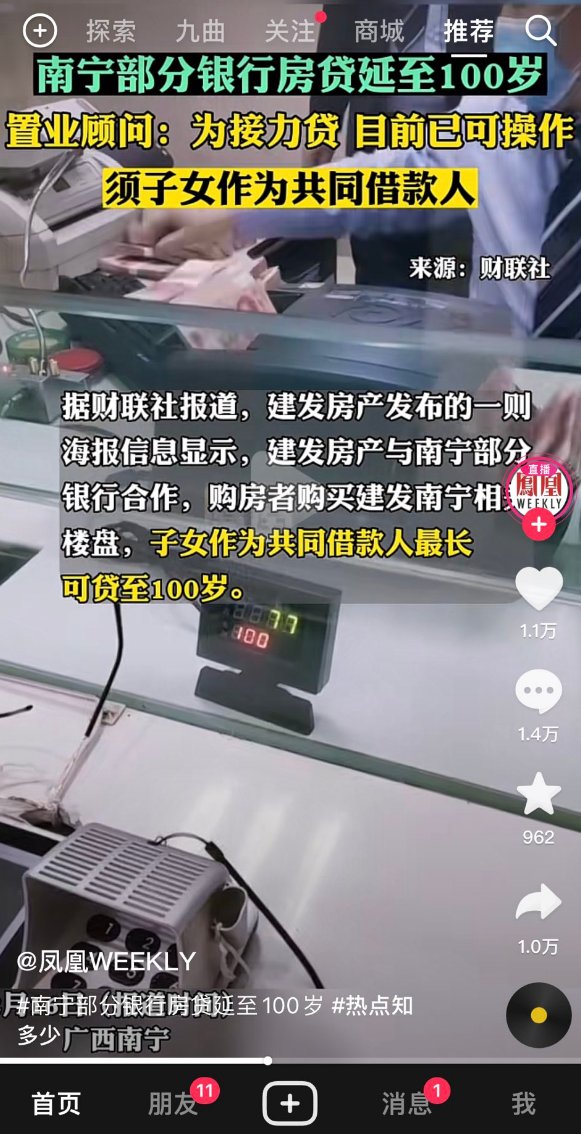 探索 九曲 关注 商城 推荐
南宁部分银行房贷延至100岁
置业顾问：为接力贷 目前已可操作
须子女作为共同借款人
来源：财联社
据财联社报道，建发房产发布的一则
海报信息显示，建发房产与南宁部分
银行合作，购房者购买建发南宁相
楼盘，子女作为共同借款人最长
可贷至100岁。
直播
凤凰
WEEKLY
77
100
1.1万
1.4万
962
1.0万
1 2
@凤凰WEEKLY
#南宁部分银行房贷延至100岁 #热点知
多少
广西南宁
首页 朋友 11 消息 1 我